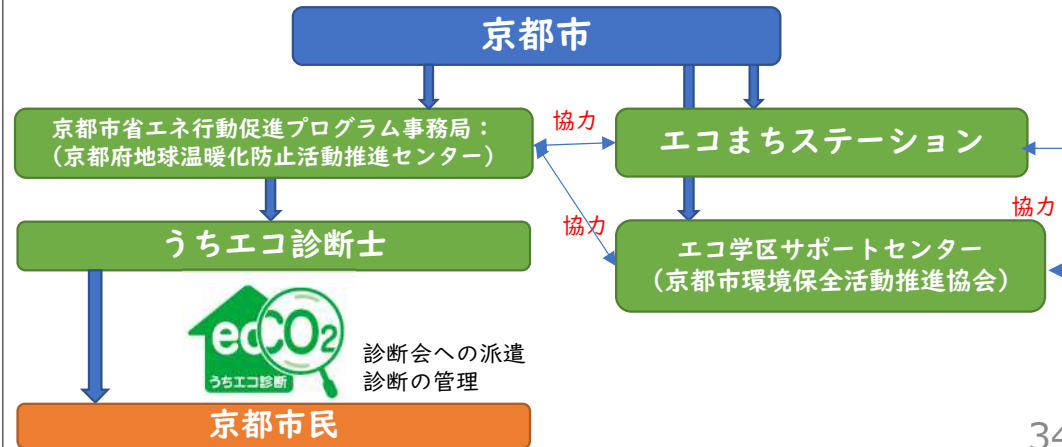 京都市
京都市省エネ行動促進プログラム事務局：
（京都府地球温暖化防止活動推進センター）
協力
エコまちステーション
協力
協力
うちエコ診断士
エコ学区サポートセンター
（京都市環境保全活動推進協会）
ecCO2
うちエコ診断
診断会への派遣
診断の管理
京都市民
34